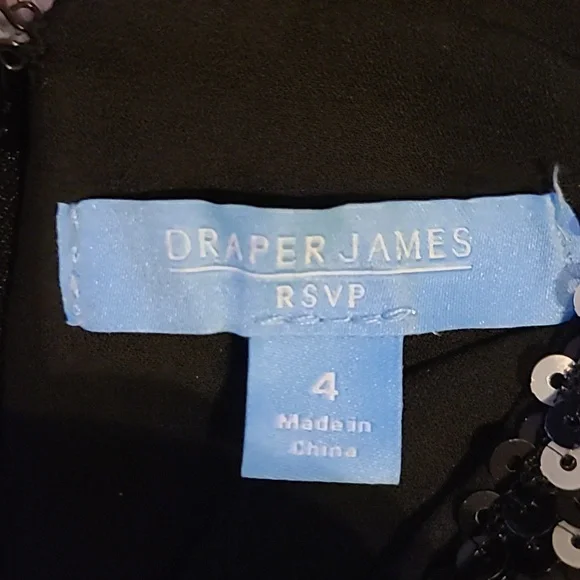 DRAPER JAMES
RSVP
4
Made in
China